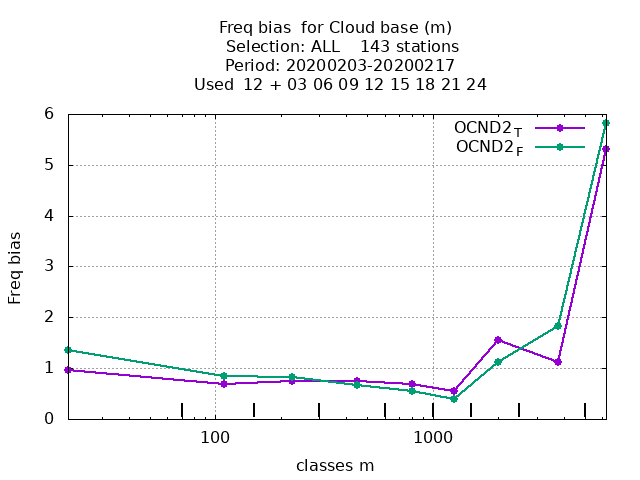 Freq bias  for Cloud base (m)
Selection: ALL    143 stations
Period: 20200203-20200217
Used  12 + 03 06 09 12 15 18 21 24
OCND2T
OCND2F
6
5
4
3
2
1
0
Freq bias
100
1000
classes m